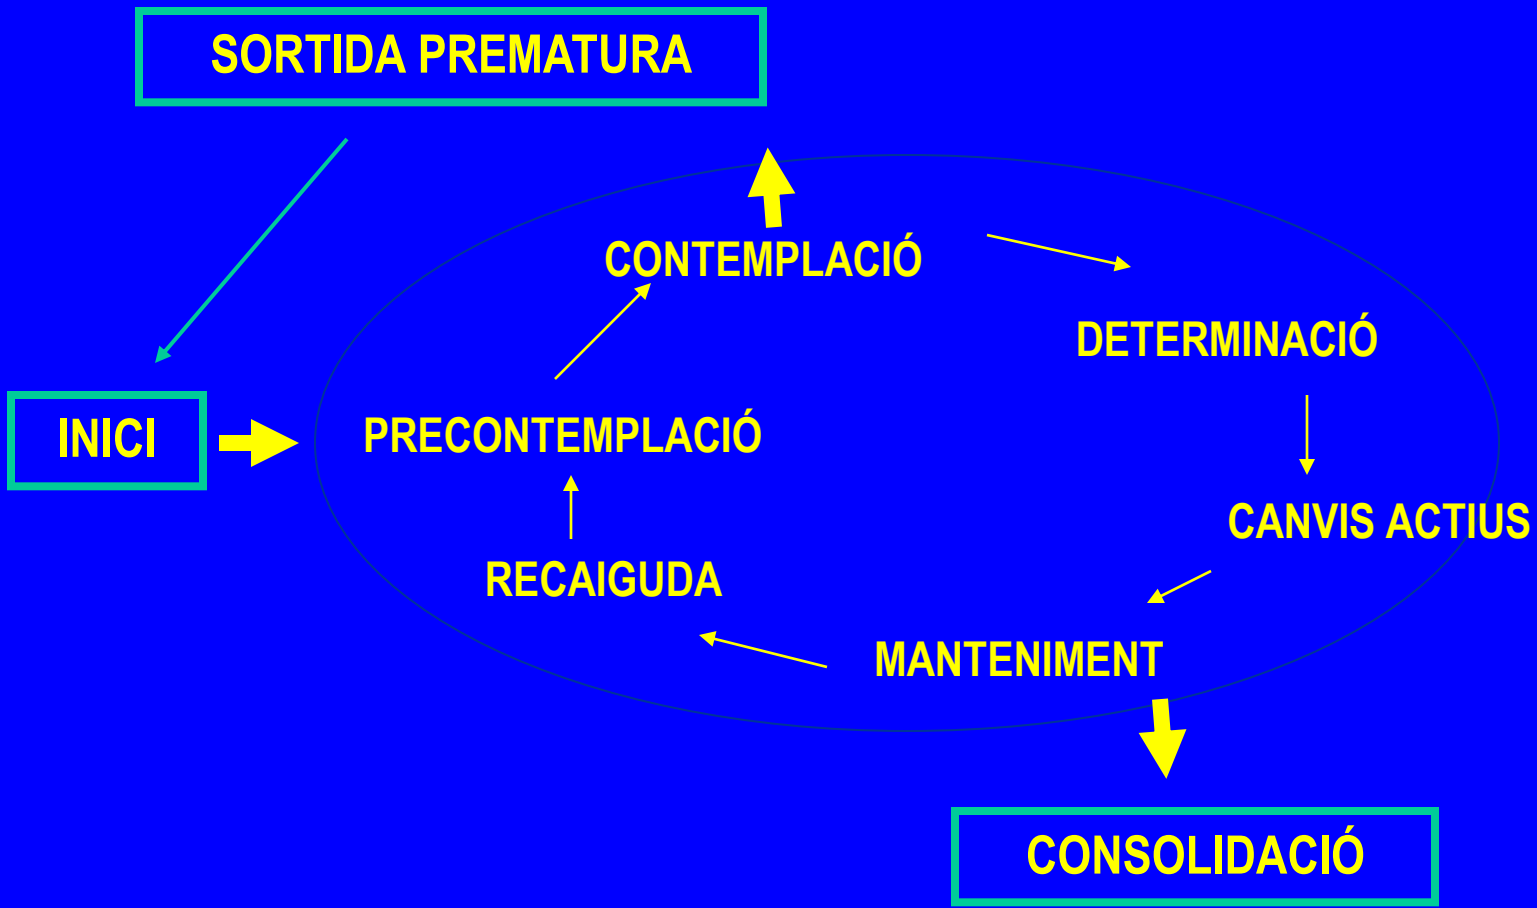 SORTIDA PREMATURA
CONTEMPLACIÓ
DETERMINACIÓ
INICI
PRECONTEMPLACIÓ
CANVIS ACTIUS
RECAIGUDA
MANTENIMENT
CONSOLIDACIÓ